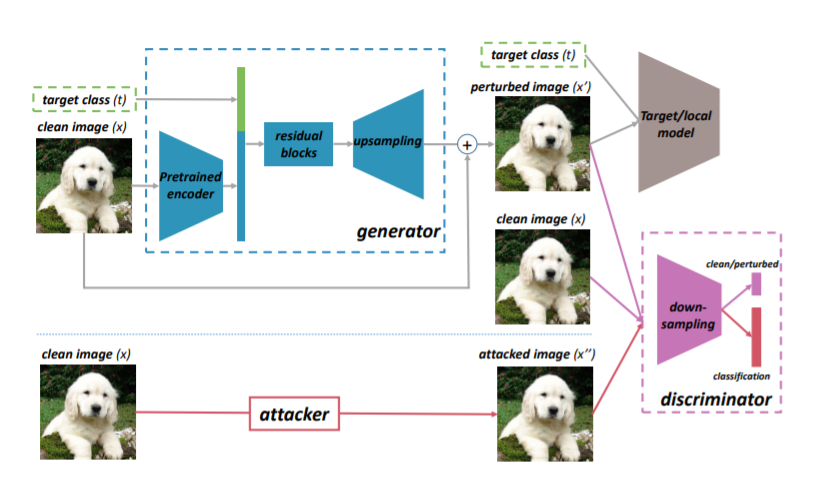 target class (t)
clean image (x)
Pretrained
encoder
residual
blocks
upsampling
generator
+
target class (t)
perturbed image (x’)
Target/local
model
clean image (x)
clean/perturbed
down-
sampling
classification
discriminator
clean image (x)
attacker
attacked image (x’’)